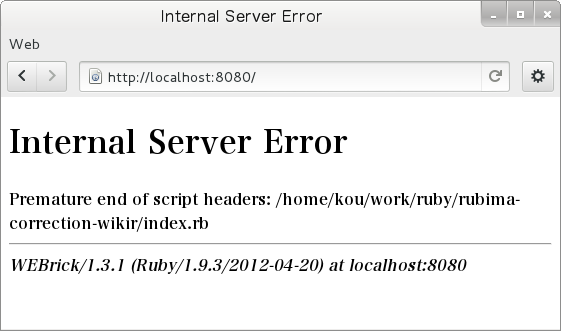 Internal Server Error
Web
http://localhost:8080/
Internal Server Error
Premature end of script headers: /home/kou/work/ruby/rubima-
correction-wikir/index.rb
WEBrick/1.3.1 (Ruby/1.9.3/2012-04-20) at localhost:8080